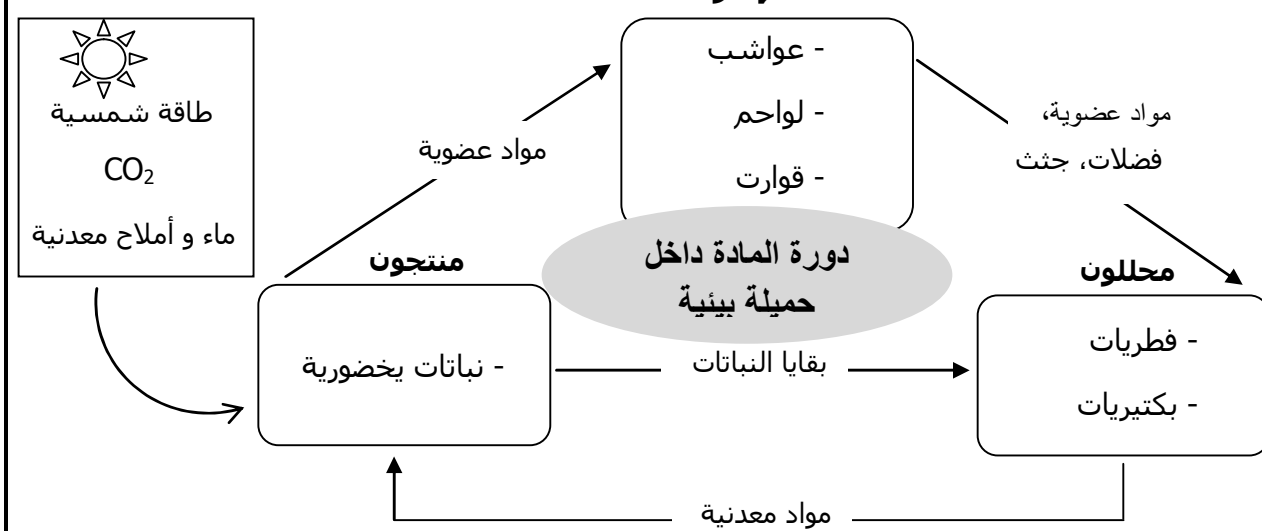 - عواشب
- لواحم
- قوارت
طاقة شمسية
CO₂
ماء و أملاح معدنية
مواد عضوية
مواد عضوية،
فضلات، جثث
دورة المادة داخل
حميلة بيئية
منتجون
- نباتات يخضورية
محللون
- فطريات
- بكتيريات
بقايا النباتات
مواد معدنية